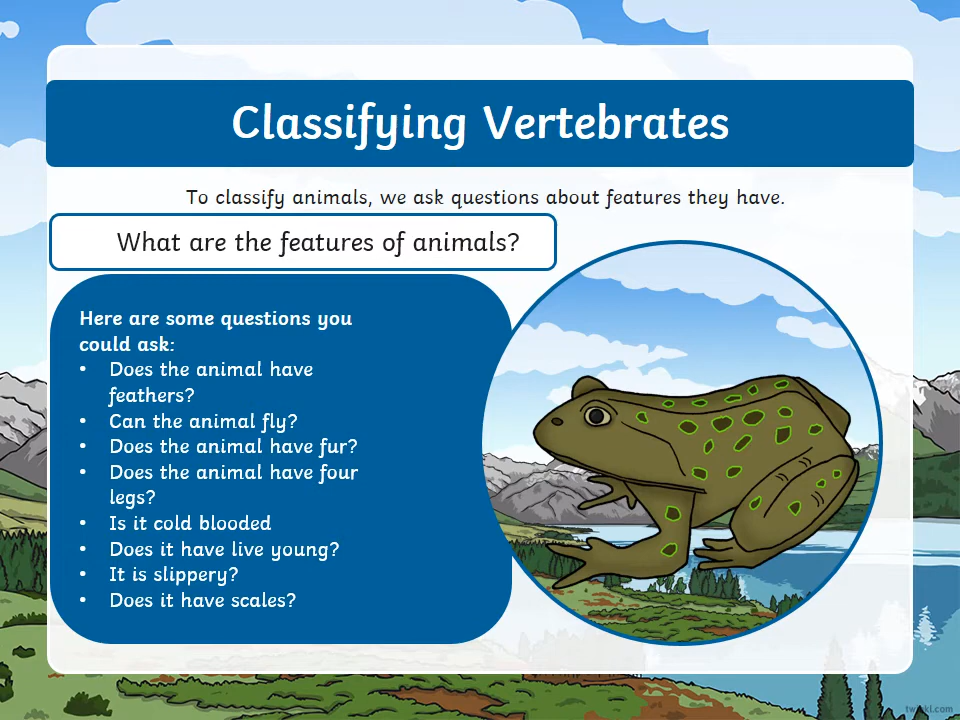 Classifying Vertebrates
To classify animals, we ask questions about features they have.
What are the features of animals?
Here are some questions you
could ask:
• Does the animal have
feathers?
• Can the animal fly?
• Does the animal have fur?
• Does the animal have four
legs?
• Is it cold blooded
• Does it have live young?
• It is slippery?
• Does it have scales?
twinkl.com